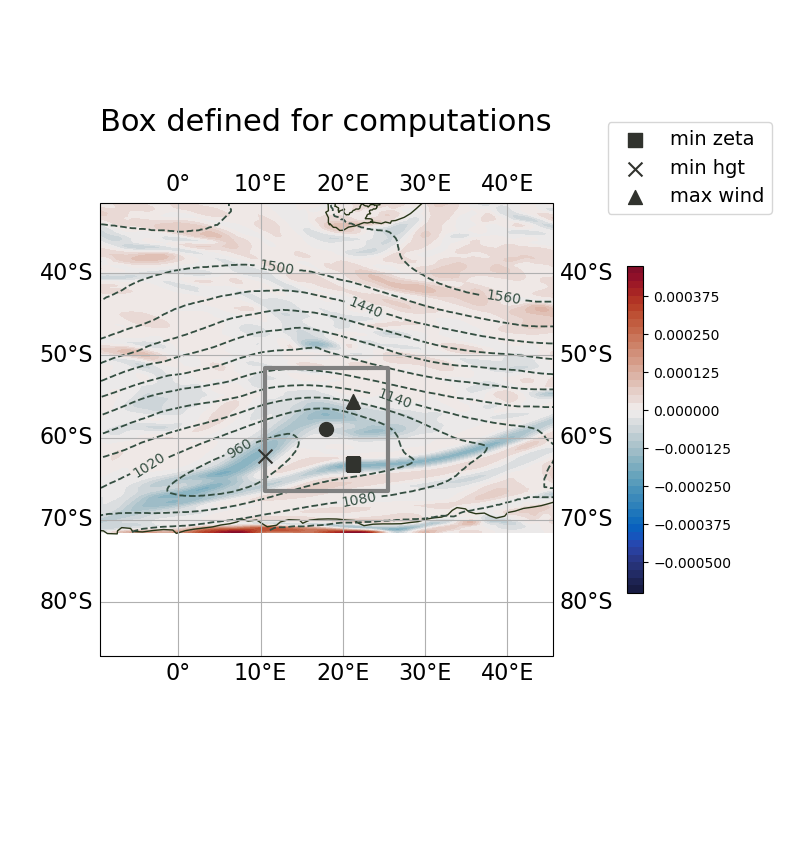 Box defined for computations
min zeta
min hgt
max wind
0° 10°E 20°E 30°E 40°E
40°S 1500 1560 40°S
1440
50°S 50°S
1140
60°S 960 60°S
1020
1080
70°S 70°S
80°S 80°S
0° 10°E 20°E 30°E 40°E
0.000375
0.000250
0.000125
0.000000
−0.000125
−0.000250
−0.000375
−0.000500